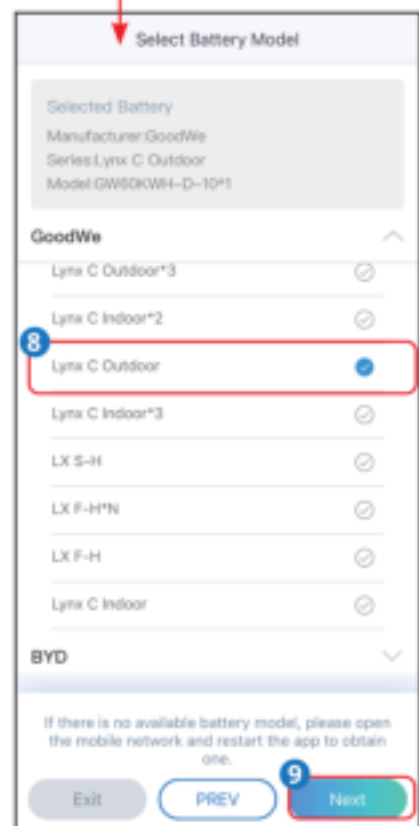 Select Battery Model
Selected Battery
Manufacturer:GoodWe
Series:Lynx C Outdoor
Model:GW60KWH-D-10*1
GoodWe
Lynx C Outdoor*3
Lynx C Indoor*2
8
Lynx C Outdoor
Lynx C Indoor*3
LX S-H
LX F-H*N
LX F-H
Lynx C Indoor
BYD
If there is no available battery model, please open
the mobile network and restart the app to obtain
one.
9
Exit PREV Next